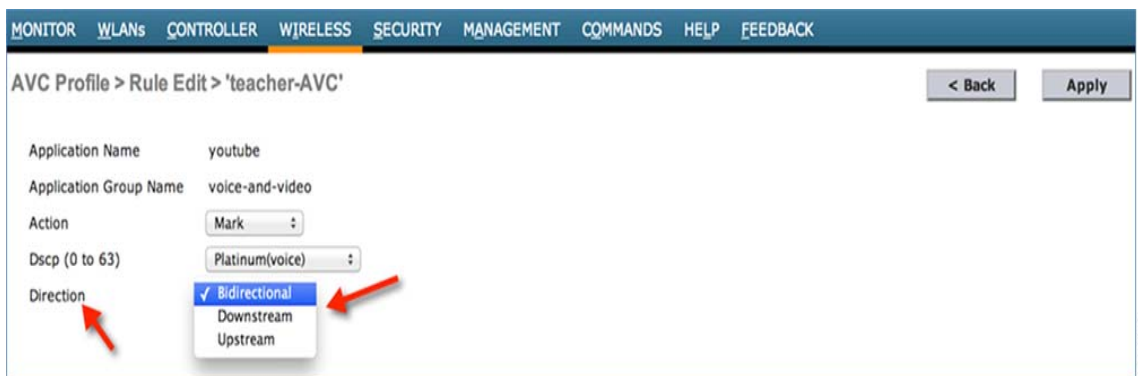 MONITOR WLANs CONTROLLER WIRELESS SECURITY MANAGEMENT COMMANDS HELP FEEDBACK
AVC Profile > Rule Edit > 'teacher-AVC' < Back Apply
Application Name youtube
Application Group Name voice-and-video
Action Mark
Dscp (0 to 63) Platinum(voice)
Direction ✓ Bidirectional
Downstream
Upstream